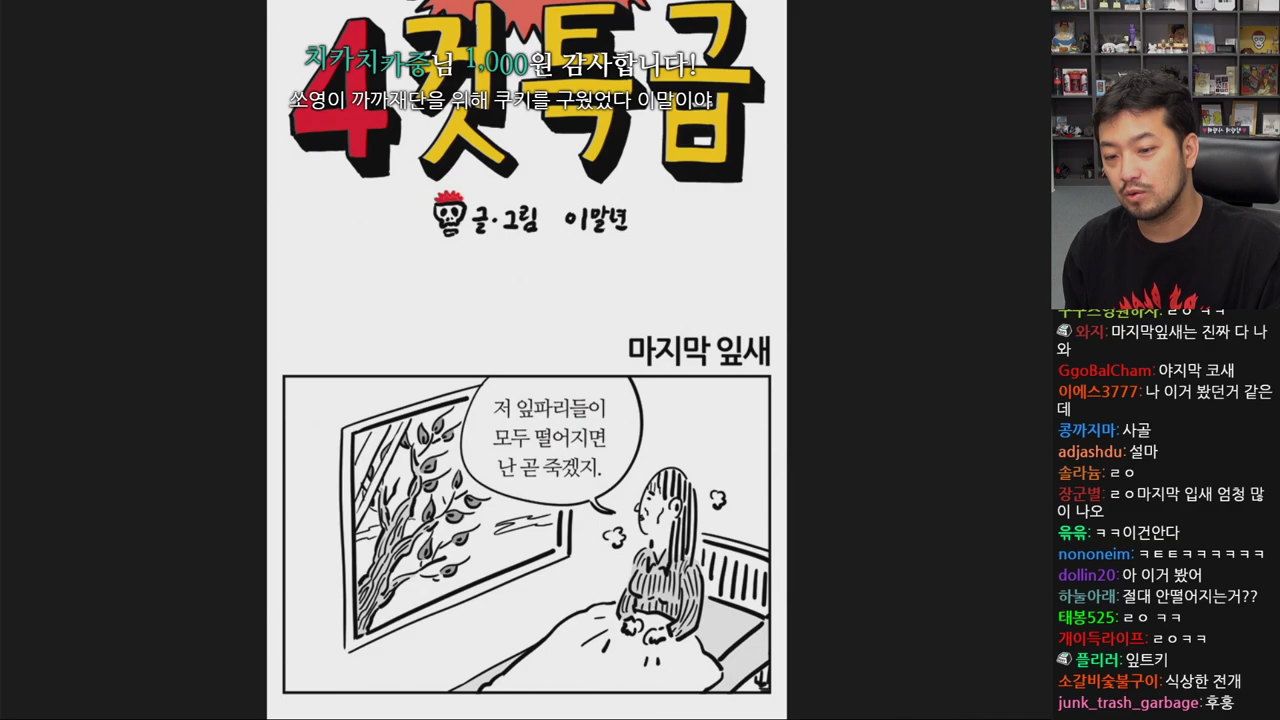 4컷특급
치카치카중님 1,000원 감사합니다!
쏘영이 까까재단을 위해 쿠키를 구웠었다 이말이야
글·그림 이말년
마지막 잎새
저 잎파리들이
모두 떨어지면
난 곧 죽겠지.
와지: 마지막잎새는 진짜 다 나
와
GgoBalCham: 야지막 코새
이에스3777: 나 이거 봤던거 같은
데
콩까지마: 사골
adjashdu: 설마
솔라늄: ㄹㅇ
장군별: ㄹㅇ마지막 입새 엄청 많
이 나오
윾윾: ㅋㅋ이건안다
nononeim: ㅋㅌㅌㅋㅋㅋㅋㅋㅋ
dollin20: 아 이거 봤어
하눌아래: 절대 안떨어지는거??
태봉525: ㄹㅇ ㅋㅋ
개이득라이프: ㄹㅇㅋㅋ
플리러: 잎트키
소갈비숯불구이: 식상한 전개
junk_trash_garbage: 후훙